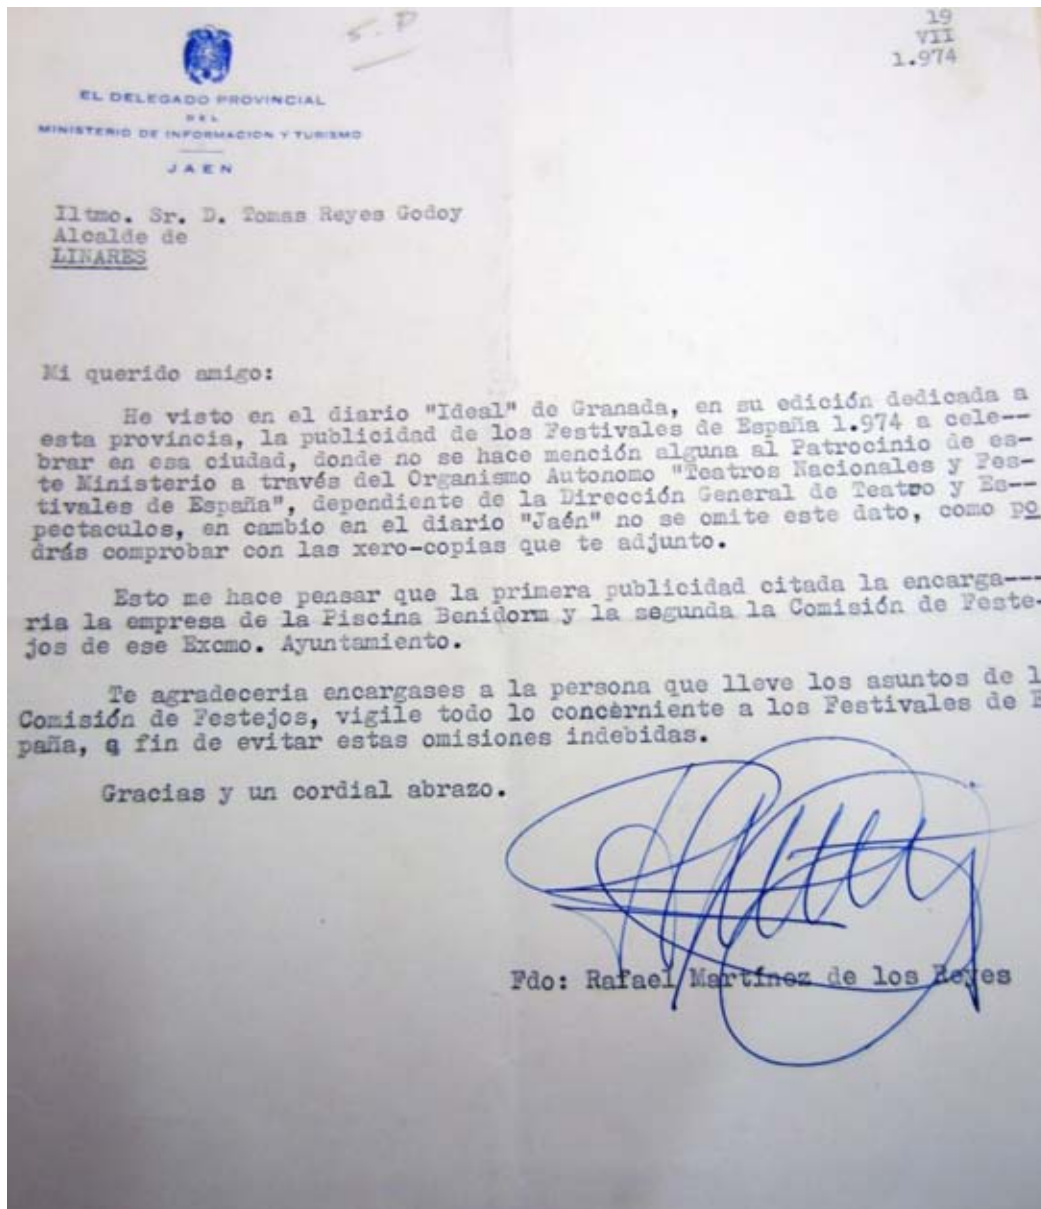 5. P
19
VII
1.974
EL DELEGADO PROVINCIAL
DEL
MINISTERIO DE INFORMACION Y TURISMO
JAEN
Iltmo. Sr. D. Tomas Reyes Godoy
Alcalde de
LINARES
Mi querido amigo:
He visto en el diario "Ideal" de Granada, en su edición dedicada a
esta provincia, la publicidad de los Festivales de España 1.974 a cele--
brar en esa ciudad, donde no se hace mención alguna al Patrocinio de es-
te Ministerio a través del Organismo Autonomo "Teatros Nacionales y Fes-
tivales de España", dependiente de la Dirección General de Teatro y Es--
pectaculos, en cambio en el diario "Jaén" no se omite este dato, como po
drás comprobar con las xero-copias que te adjunto.
Esto me hace pensar que la primera publicidad citada la encarga---
ria la empresa de la Piscina Benidorm y la segunda la Comisión de Feste-
jos de ese Excmo. Ayuntamiento.
Te agradeceria encargases a la persona que lleve los asuntos de l
Comisión de Festejos, vigile todo lo concerniente a los Festivales de E
paña, a fin de evitar estas omisiones indebidas.
Gracias y un cordial abrazo.
Fdo: Rafael Martínez de los Reyes